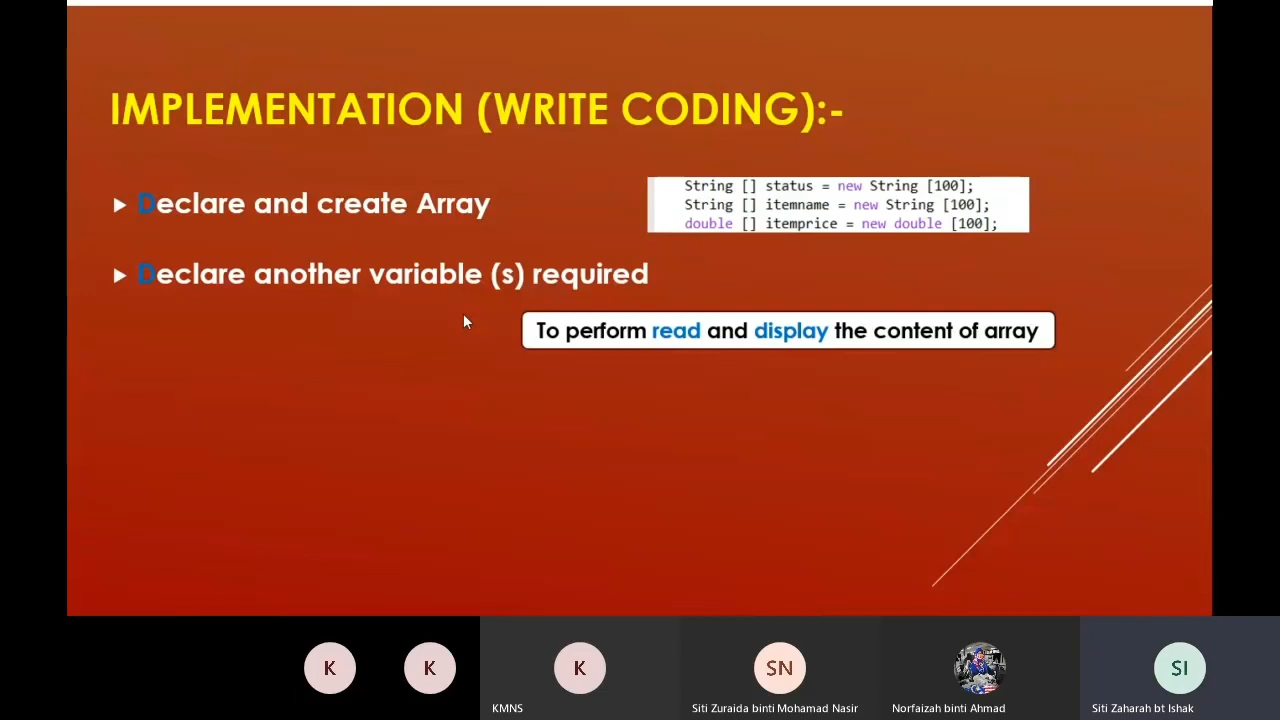 IMPLEMENTATION (WRITE CODING):-
Declare and create Array
String [] status = new String [100];
String [] itemname = new String [100];
double [] itemprice = new double [100];
Declare another variable (s) required
To perform read and display the content of array
K
K
K
SN
SI
KMNS
Siti Zuraida binti Mohamad Nasir
Norfaizah binti Ahmad
Siti Zaharah bt Ishak